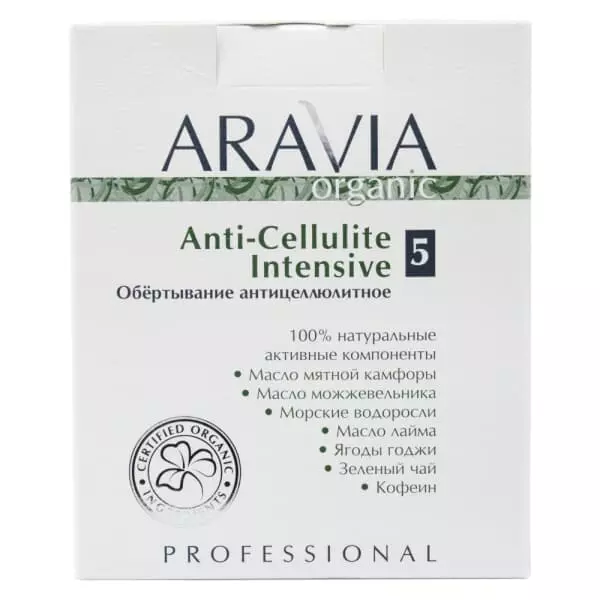 ARAVIA
organic
Anti-Cellulite
Intensive 5
Обёртывание антицеллюлитное
100% натуральные
активные компоненты
• Масло мятной камфоры
• Масло можжевельника
• Морские водоросли
• Масло лайма
• Ягоды годжи
• Зеленый чай
• Кофеин
CERTIFIED ORGANIC
INGREDIENTS
PROFESSIONAL